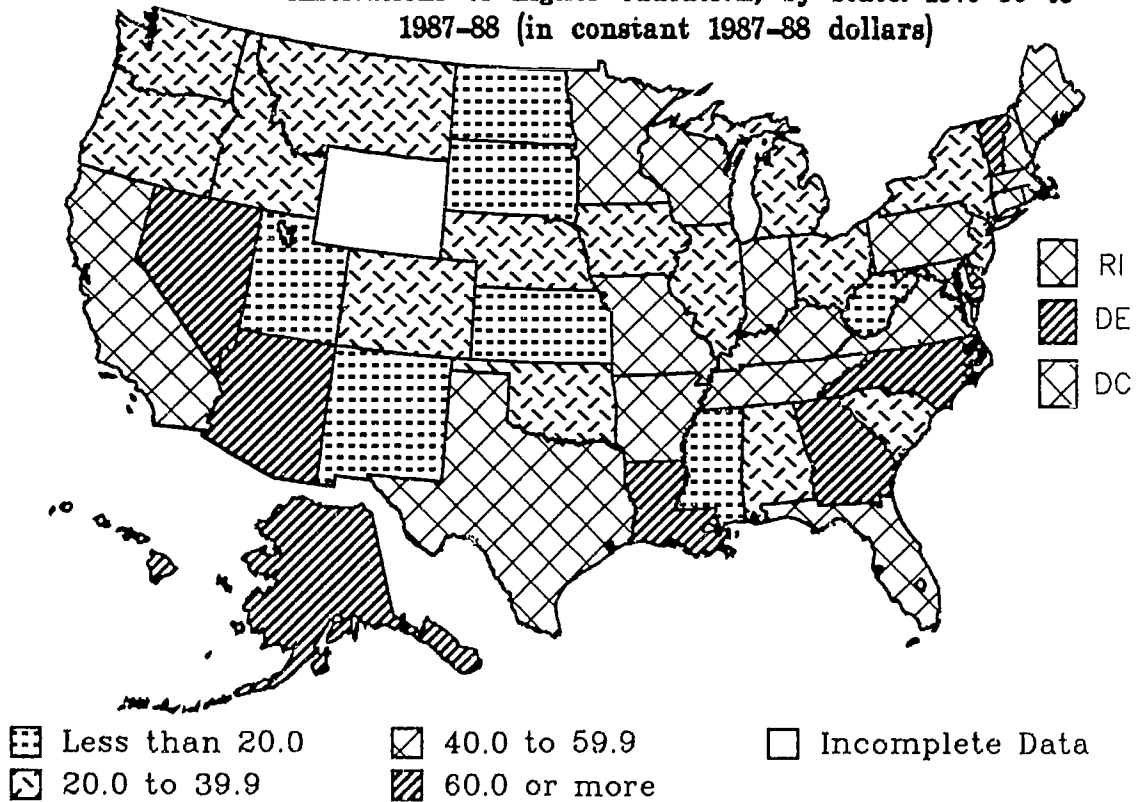 1987–88 (in constant 1987–88 dollars)
RI
DE
DC
Less than 20.0
40.0 to 59.9
Incomplete Data
20.0 to 39.9
60.0 or more